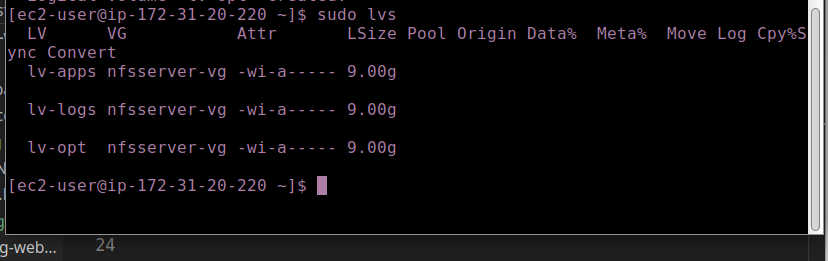 [ec2-user@ip-172-31-20-220 ~]$ sudo lvs
LV VG Attr LSize Pool Origin Data% Meta% Move Log Cpy%S
ync Convert
lv-apps nfsserver-vg -wi-a----- 9.00g
lv-logs nfsserver-vg -wi-a----- 9.00g
lv-opt nfsserver-vg -wi-a----- 9.00g
[ec2-user@ip-172-31-20-220 ~]$
g-web... 24